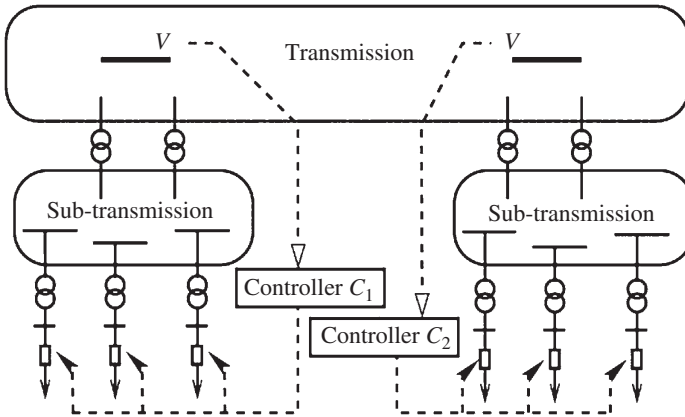 V
Transmission
V
Sub-transmission
Sub-transmission
Controller C₁
Controller C₂